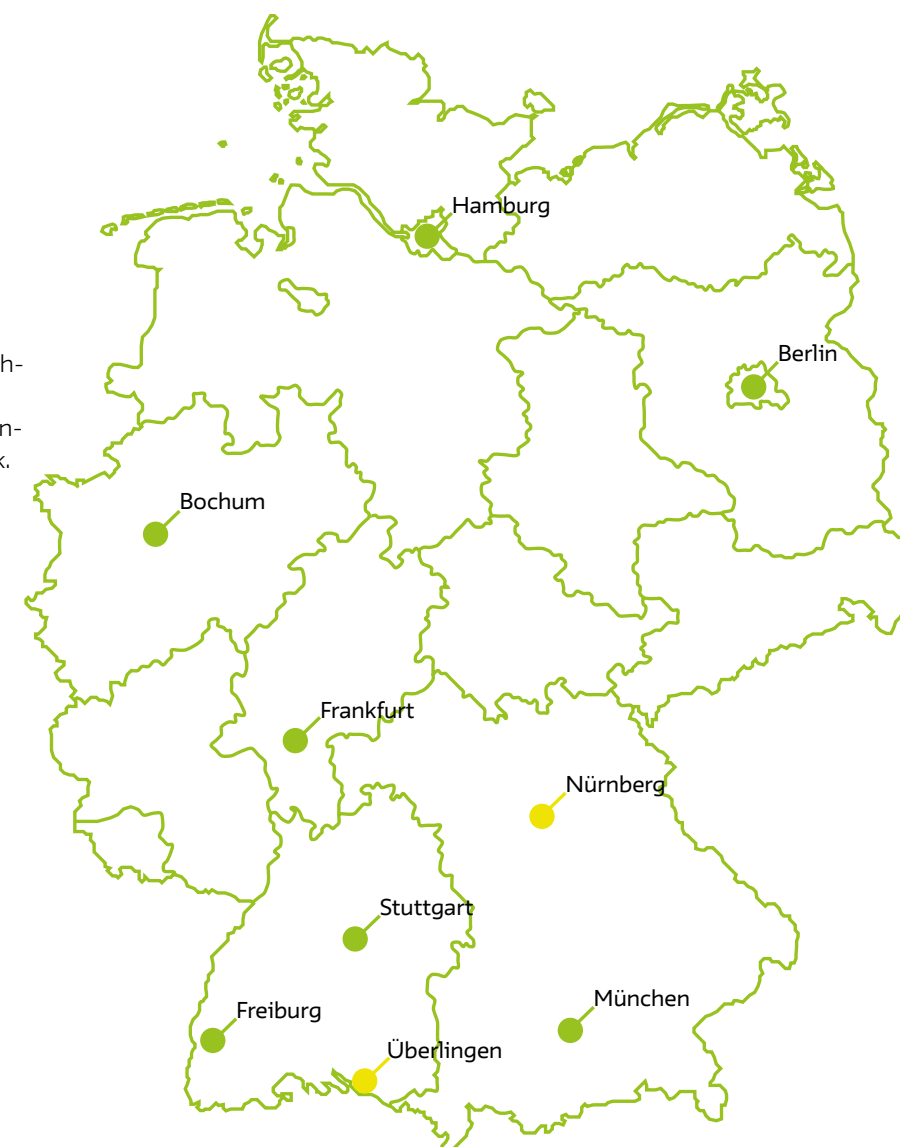 Hamburg
Berlin
h-
n-
k.
Bochum
Frankfurt
Nürnberg
Stuttgart
München
Freiburg
Überlingen